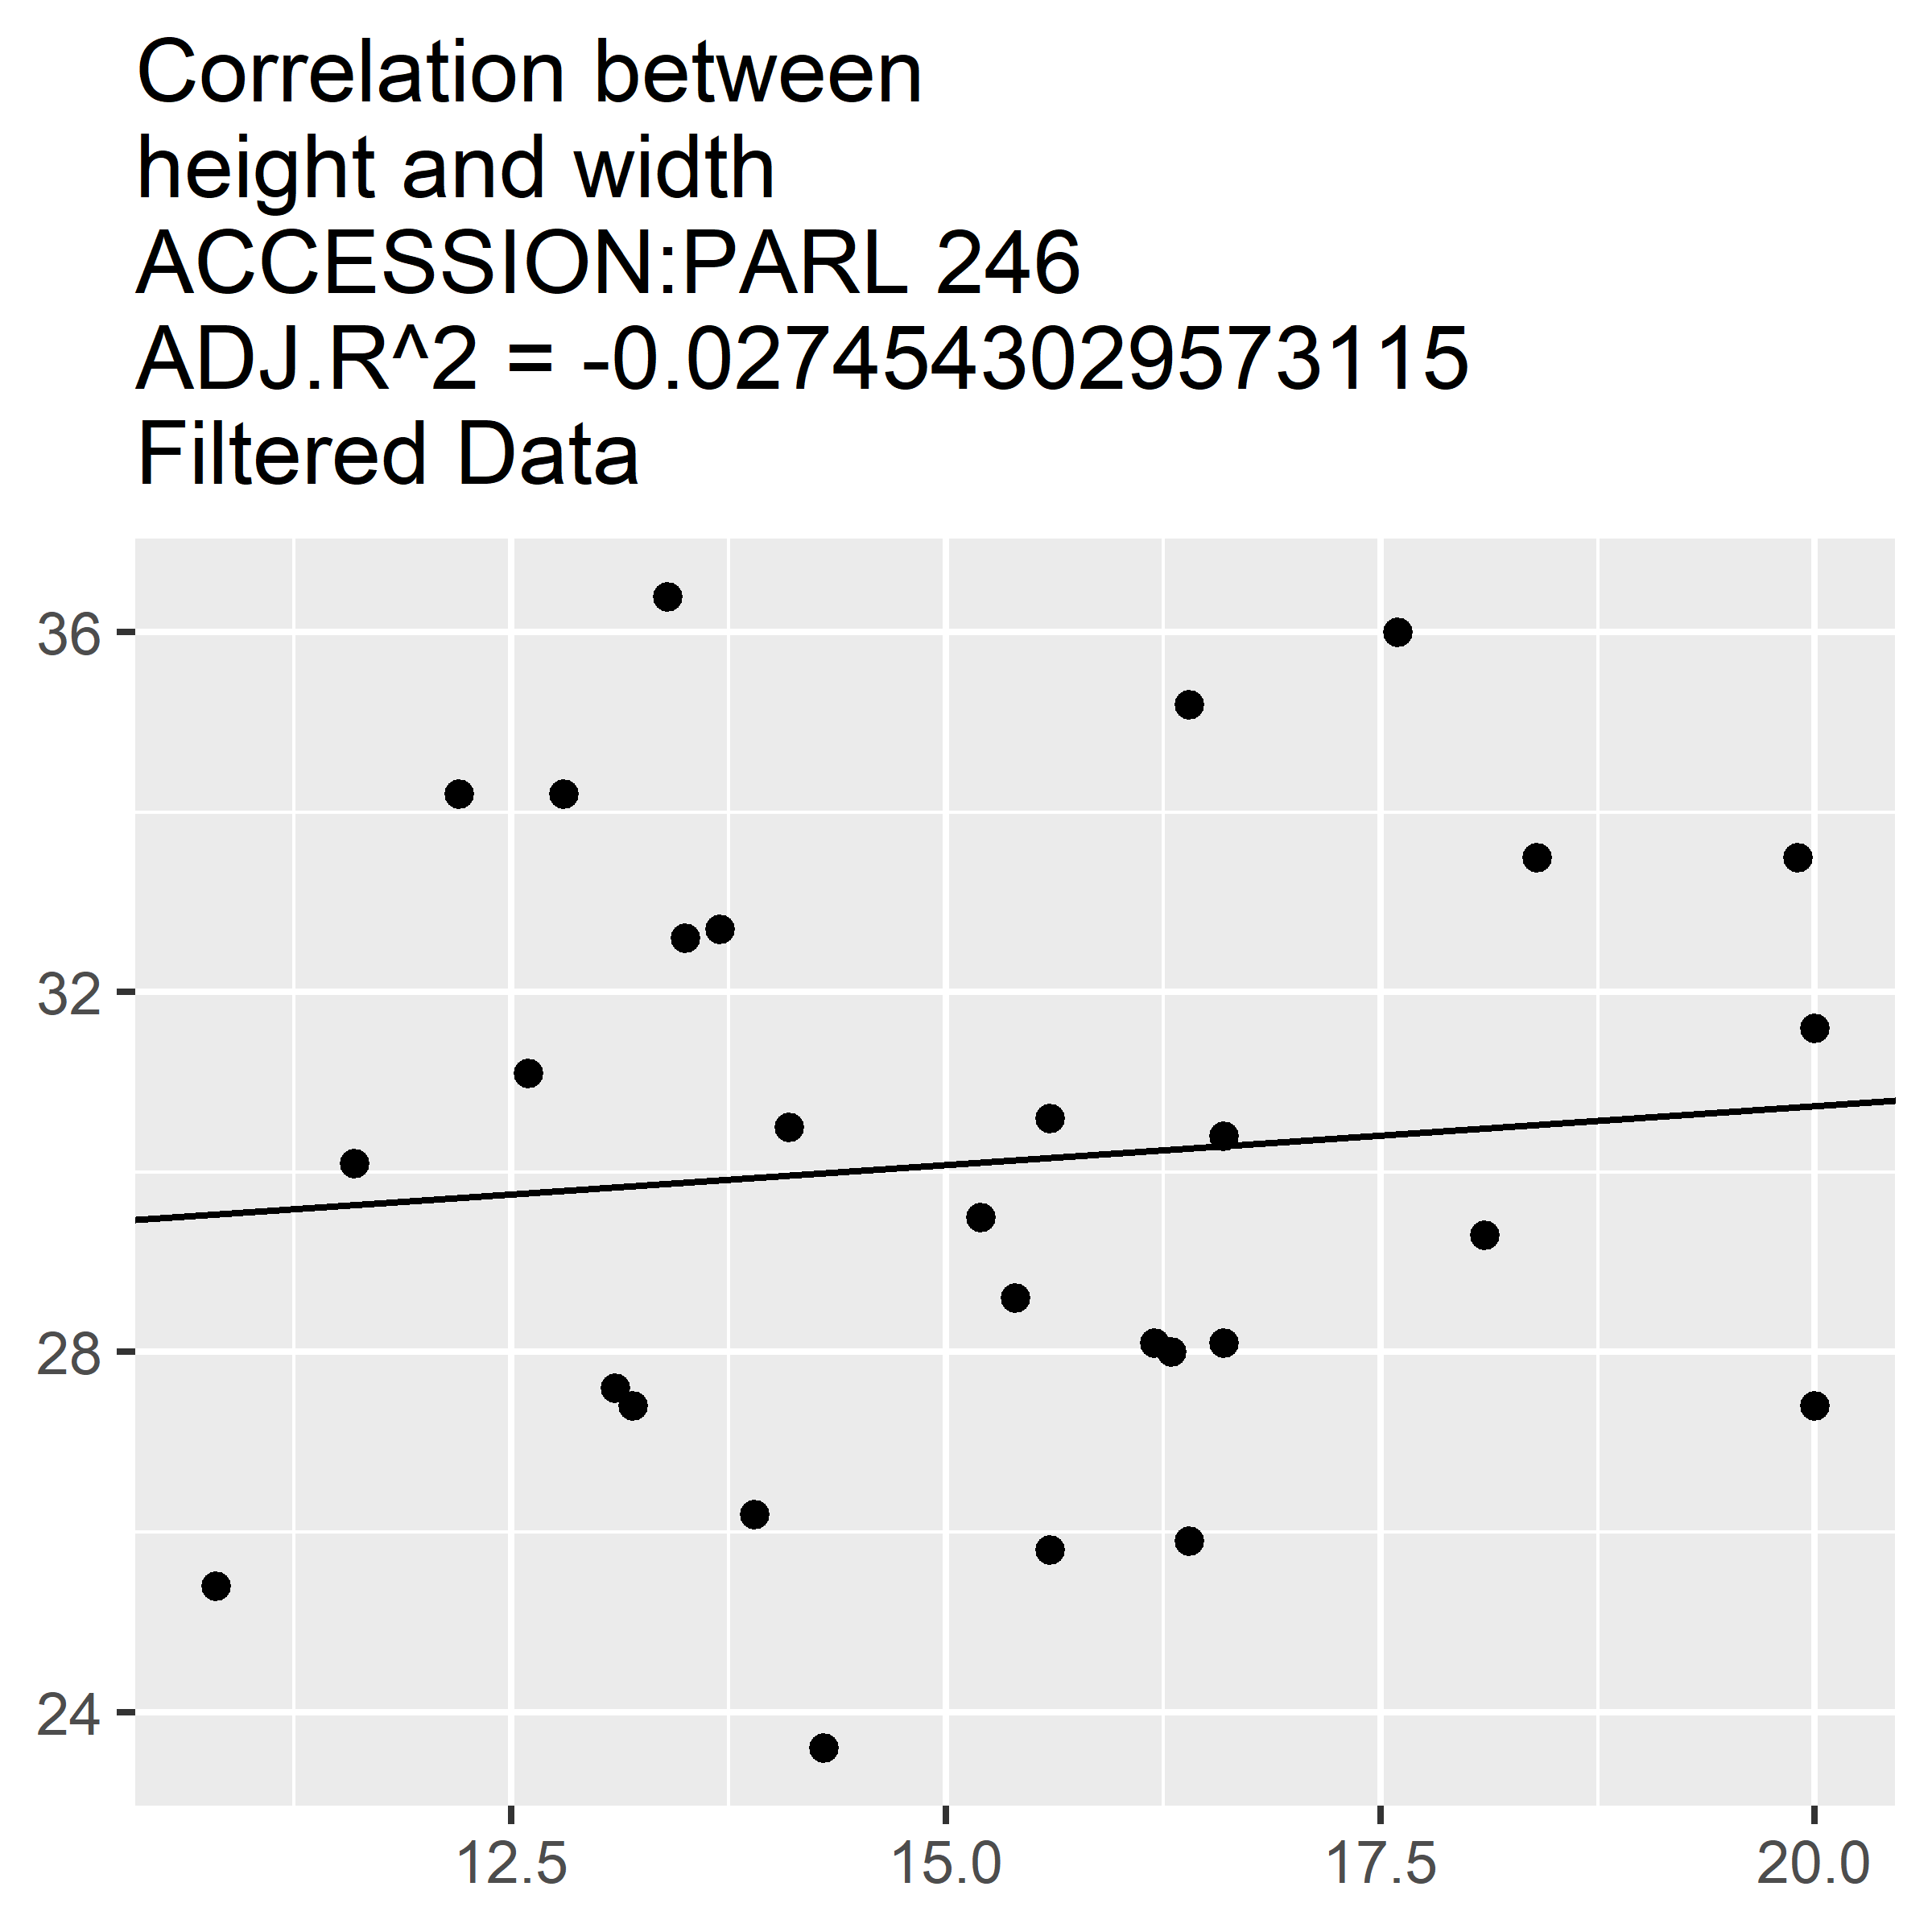 Correlation between
height and width
ACCESSION:PARL 246
ADJ.R^2 = -0.0274543029573115
Filtered Data
36
32
28
24
12.5 15.0 17.5 20.0